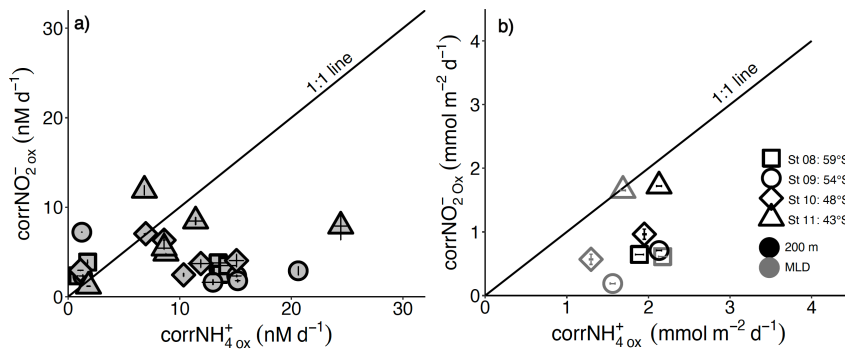 a)
30
20
10
0
0
10
20
30
1:1 line
corrNO₂⁻ ox (nM d⁻¹)
corrNH₄⁺ ox (nM d⁻¹)
b)
4
3
2
1
0
0
1
2
3
4
1:1 line
corrNO₂⁻ Ox (mmol m⁻² d⁻¹)
corrNH₄⁺ ox (mmol m⁻² d⁻¹)
St 08: 59°S
St 09: 54°S
St 10: 48°S
St 11: 43°S
200 m
MLD